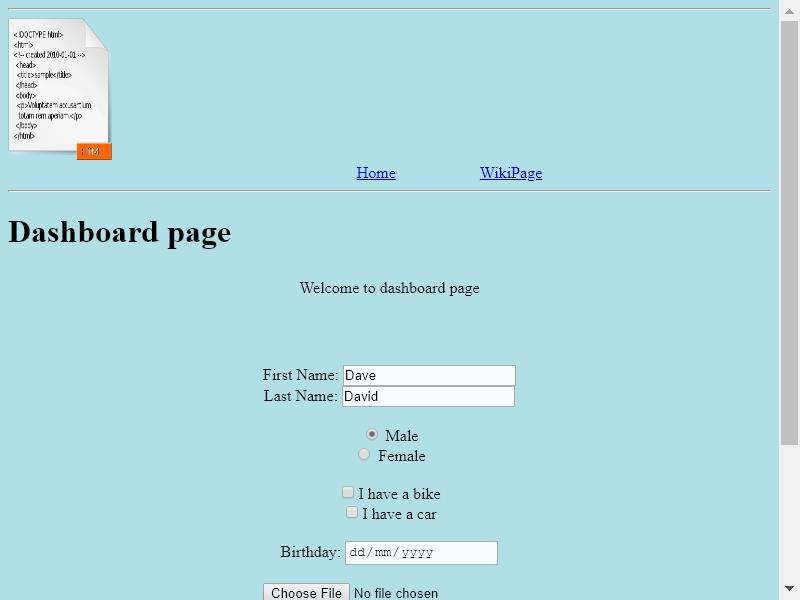 <!DOCTYPE html>
<html>
<!-- created 2010-01-01 -->
<head>
<title>sample</title>
</head>
<body>
<p>Voluptatem accusantium
totam rem aperiam.</p>
</body>
</html>
HTML
Home WikiPage
Dashboard page
Welcome to dashboard page
First Name: Dave
Last Name: David
Male
Female
I have a bike
I have a car
Birthday: dd/mm/yyyy
Choose File No file chosen